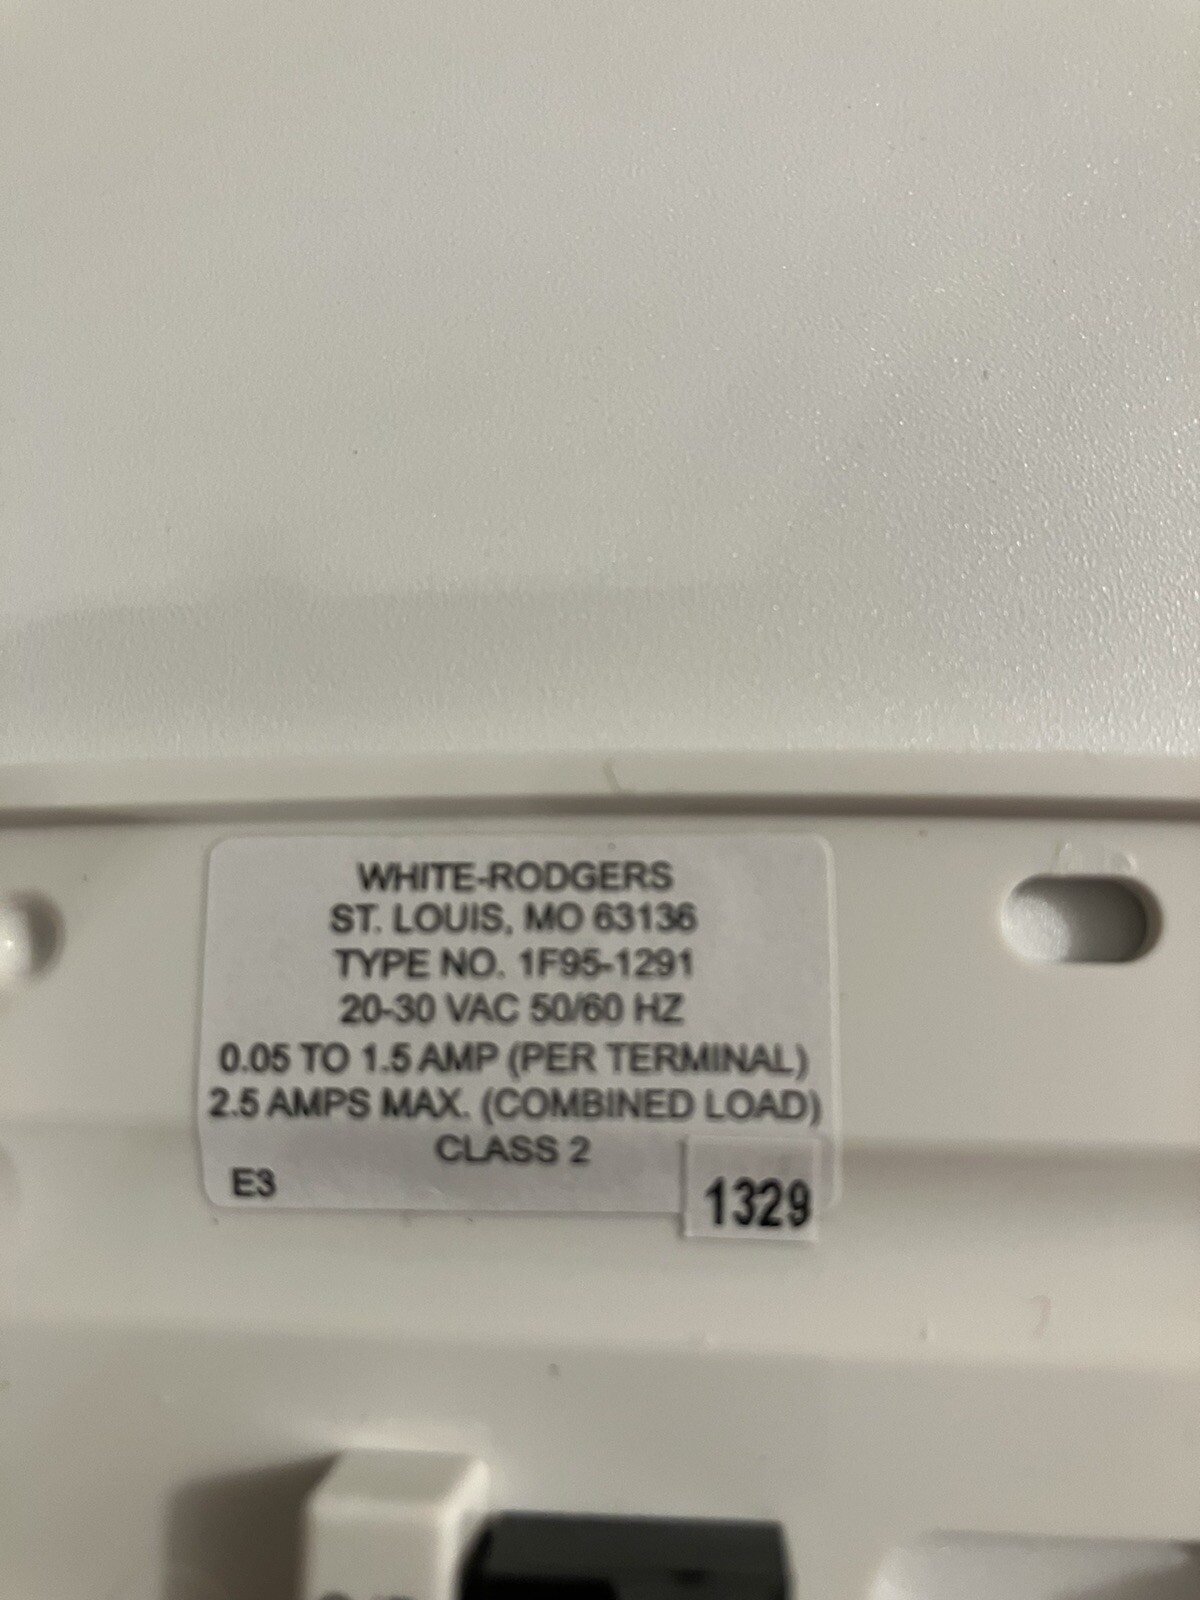 WHITE-RODGERS
ST. LOUIS, MO 63136
TYPE NO. 1F95-1291
20-30 VAC 50/60 HZ
0.05 TO 1.5 AMP (PER TERMINAL)
2.5 AMPS MAX. (COMBINED LOAD)
CLASS 2
E3
1329